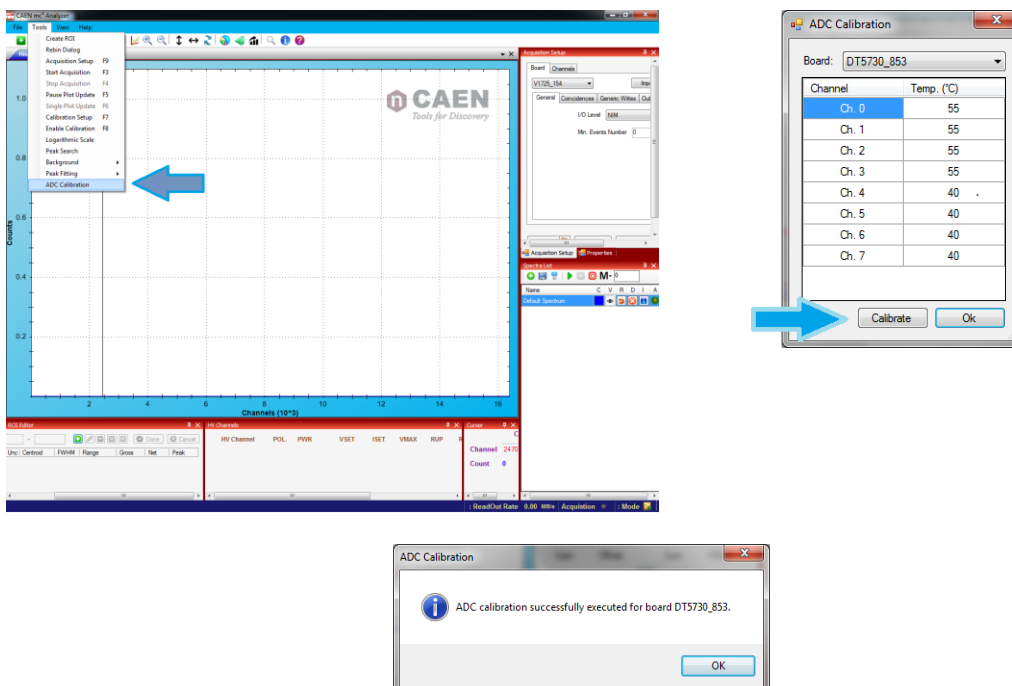 CAEN mc² Analyzer
File Tools View Help
Create ROI
Rebin Dialog
Acquisition Setup F9
Start Acquisition F3
Stop Acquisition F4
Pause Plot Update F5
Single Plot Update F6
Calibration Setup F7
Enable Calibration F8
Logarithmic Scale
Peak Search
Background
Peak Fitting
ADC Calibration
CAEN
Tools for Discovery
1.0
0.8
0.6
0.4
0.2
Counts
2 4 6 8 10 12 14 16
Channels (10^3)
Acquisition Setup
Board Channels
V1725_154
General Coincidences Generic Writes
I/O Level NIM
Min. Events Number 0
Acquisition Setup Properties
Spectra List
M- 0
Name C V R D I A
Default Spectrum
ROI Editor
- Done Cancel
Unc Centroid FWHM Range Gross Net Peak
HV Channels
HV Channel POL. PWR VSET ISET VMAX RUP
Cursor
Channel 2470
Count 0
: ReadOut Rate 0.00 MB/s Acquistion : Mode
ADC Calibration
Board: DT5730_853
Channel Temp. (°C)
Ch. 0 55
Ch. 1 55
Ch. 2 55
Ch. 3 55
Ch. 4 40
Ch. 5 40
Ch. 6 40
Ch. 7 40
Calibrate Ok
ADC Calibration
ADC calibration successfully executed for board DT5730_853.
OK